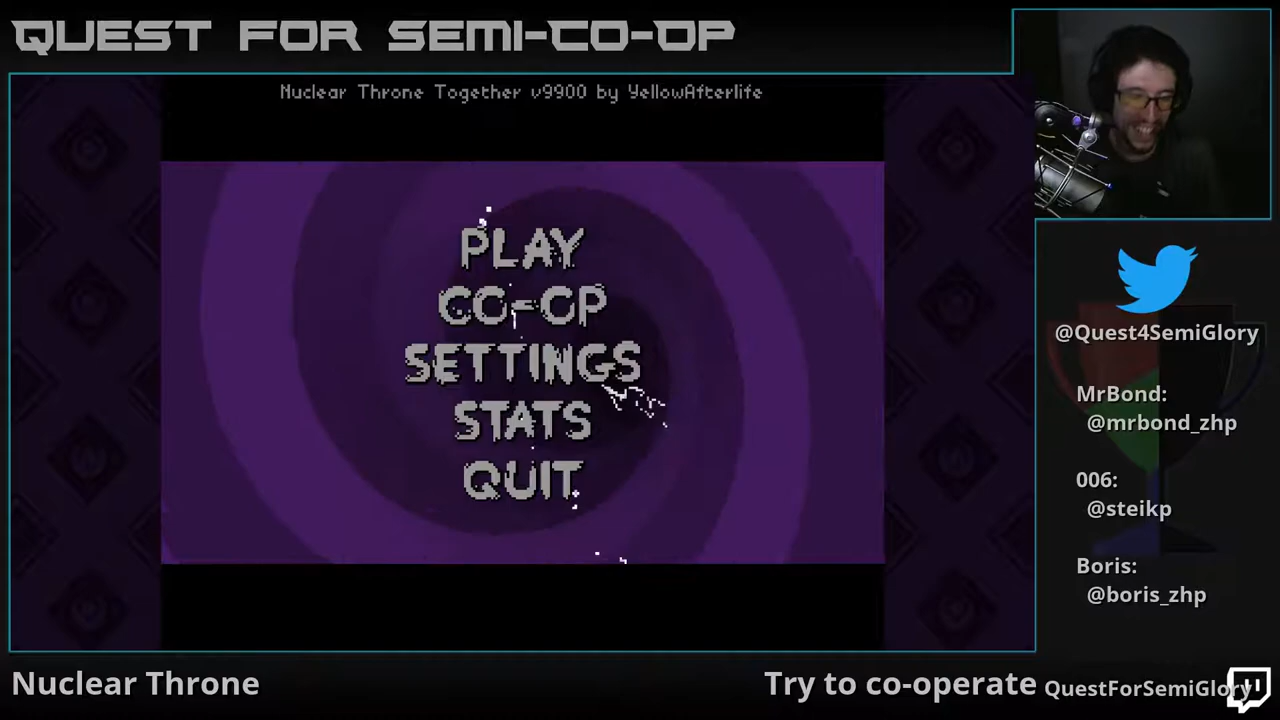 QUEST FOR SEMI-CO-OP
Nuclear Throne Together v9900 by YellowAfterlife
PLAY
CO-OP
SETTINGS
STATS
QUIT
@Quest4SemiGlory
MrBond:
@mrbond_zhp
006:
@steikp
Boris:
@boris_zhp
Nuclear Throne
Try to co-operate
QuestForSemiGlory